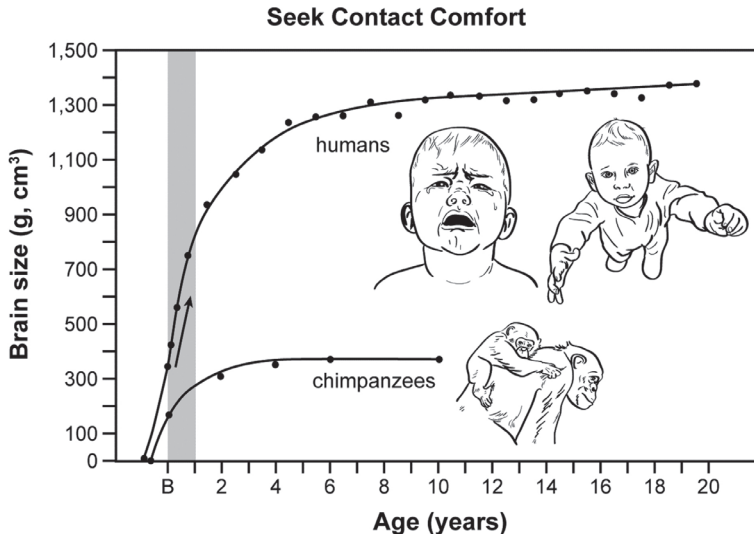 Seek Contact Comfort
1,500
1,300
1,100
900
700
500
300
100
0
Brain size (g, cm³)
humans
chimpanzees
B 2 4 6 8 10 12 14 16 18 20
Age (years)